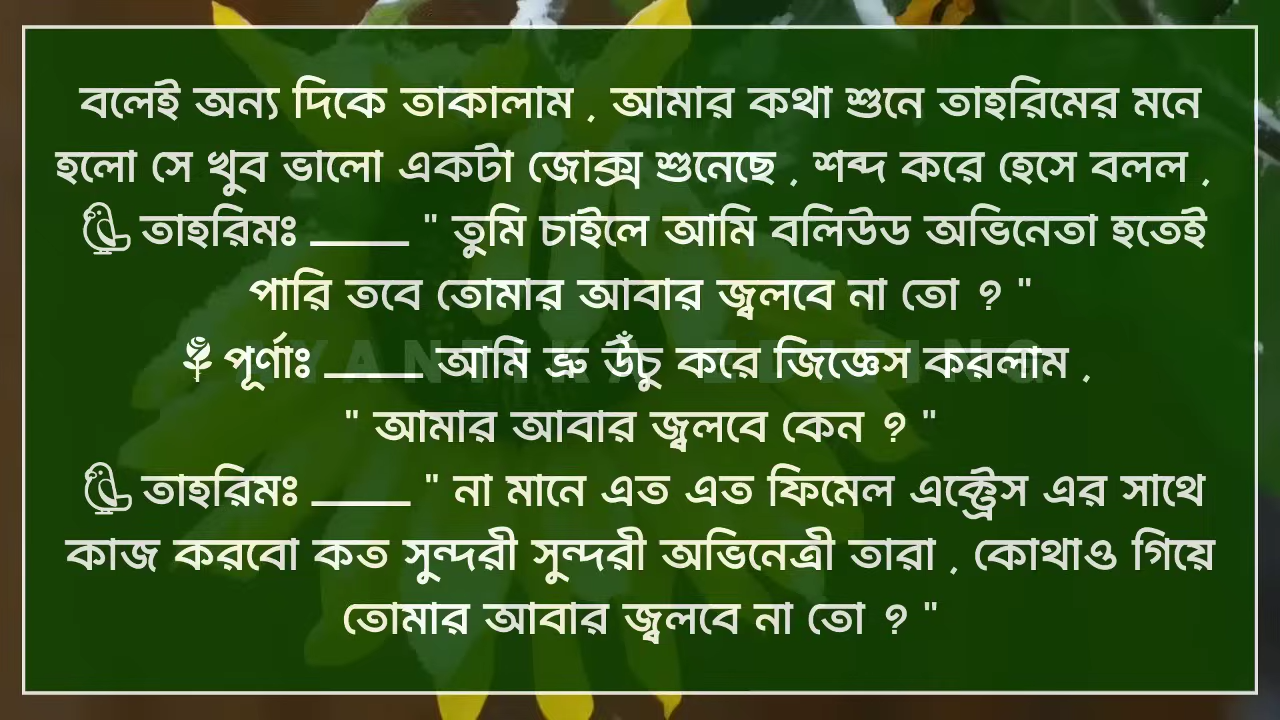 বলেই অন্য দিকে তাকালাম , আমার কথা শুনে তাহরিমের মনে
হলো সে খুব ভালো একটা জোক্স শুনেছে , শব্দ করে হেসে বলল ,
তাহরিমঃ ____ " তুমি চাইলে আমি বলিউড অভিনেতা হতেই
পারি তবে তোমার আবার জ্বলবে না তো ? "
পূর্ণাঃ ____ আমি ভ্রু উঁচু করে জিজ্ঞেস করলাম ,
" আমার আবার জ্বলবে কেন ? "
তাহরিমঃ ____ " না মানে এত এত ফিমেল এক্ট্রেস এর সাথে
কাজ করবো কত সুন্দরী সুন্দরী অভিনেত্রী তারা , কোথাও গিয়ে
তোমার আবার জ্বলবে না তো ? "